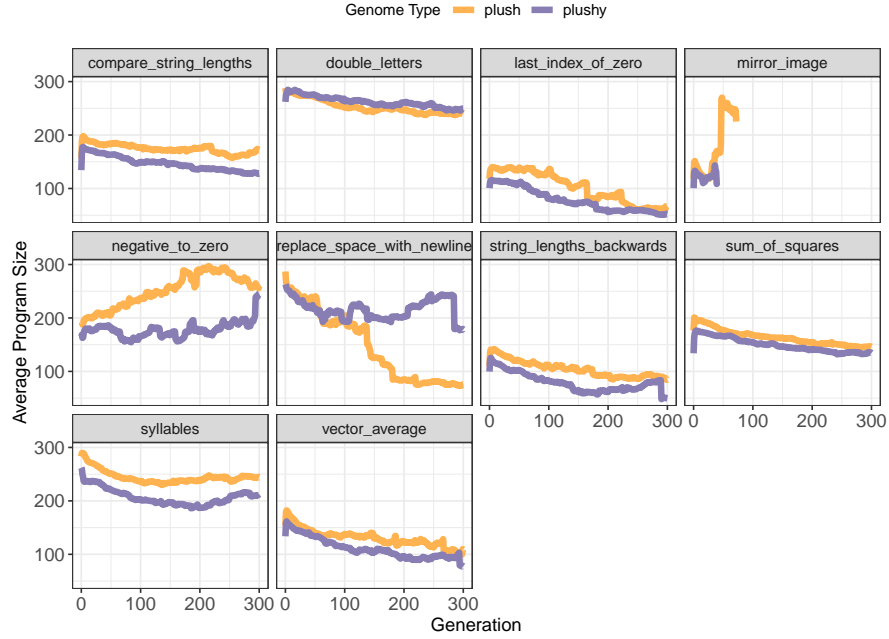 Genome Type plush plushy
compare_string_lengths double_letters last_index_of_zero mirror_image
300
200
100
negative_to_zero replace_space_with_newline string_lengths_backwards sum_of_squares
300
200
100
0 100 200 300 0 100 200 300
syllables vector_average
300
200
100
0 100 200 300 0 100 200 300
Average Program Size
Generation